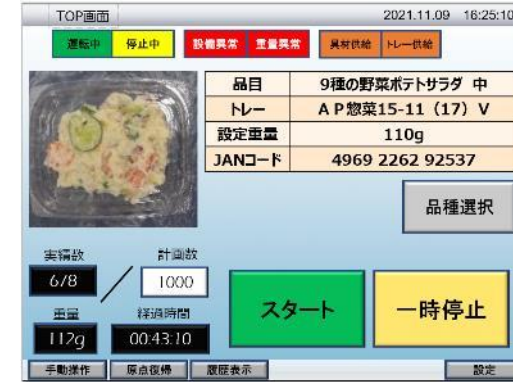 TOP画面
2021.11.09 16:25:10
運転中 停止中 設備異常 重量異常 具材供給 トレー供給
品目 9種の野菜ポテトサラダ 中
トレー AP惣菜15-11（17）V
設定重量 110g
JANコード 4969 2262 92537
品種選択
実績数 計画数
678 / 1000
重量 経過時間
112g 00:43:10
スタート 一時停止
手動操作 原点復帰 履歴表示 設定